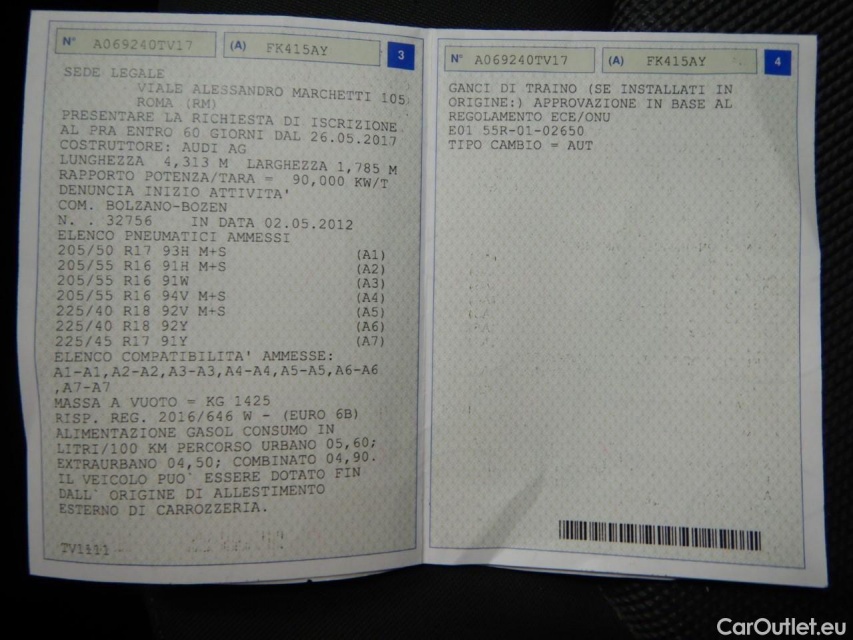 N° A069240TV17 (A) FK415AY 3
SEDE LEGALE
VIALE ALESSANDRO MARCHETTI 105
ROMA (RM)
PRESENTARE LA RICHIESTA DI ISCRIZIONE
AL PRA ENTRO 60 GIORNI DAL 26.05.2017
COSTRUTTORE: AUDI AG
LUNGHEZZA 4,313 M LARGHEZZA 1,785 M
RAPPORTO POTENZA/TARA = 90,000 KW/T
DENUNCIA INIZIO ATTIVITA'
COM. BOLZANO-BOZEN
N. . 32756 IN DATA 02.05.2012
ELENCO PNEUMATICI AMMESSI
205/50 R17 93H M+S (A1)
205/55 R16 91H M+S (A2)
205/55 R16 91W (A3)
205/55 R16 94V M+S (A4)
225/40 R18 92V M+S (A5)
225/40 R18 92Y (A6)
225/45 R17 91Y (A7)
ELENCO COMPATIBILITA' AMMESSE:
A1-A1,A2-A2,A3-A3,A4-A4,A5-A5,A6-A6
,A7-A7
MASSA A VUOTO = KG 1425
RISP. REG. 2016/646 W - (EURO 6B)
ALIMENTAZIONE GASOL CONSUMO IN
LITRI/100 KM PERCORSO URBANO 05,60;
EXTRAURBANO 04,50; COMBINATO 04,90.
IL VEICOLO PUO' ESSERE DOTATO FIN
DALL' ORIGINE DI ALLESTIMENTO
ESTERNO DI CARROZZERIA.
N° A069240TV17 (A) FK415AY 4
GANCI DI TRAINO (SE INSTALLATI IN
ORIGINE:) APPROVAZIONE IN BASE AL
REGOLAMENTO ECE/ONU
E01 55R-01-02650
TIPO CAMBIO = AUT
CarOutlet.eu